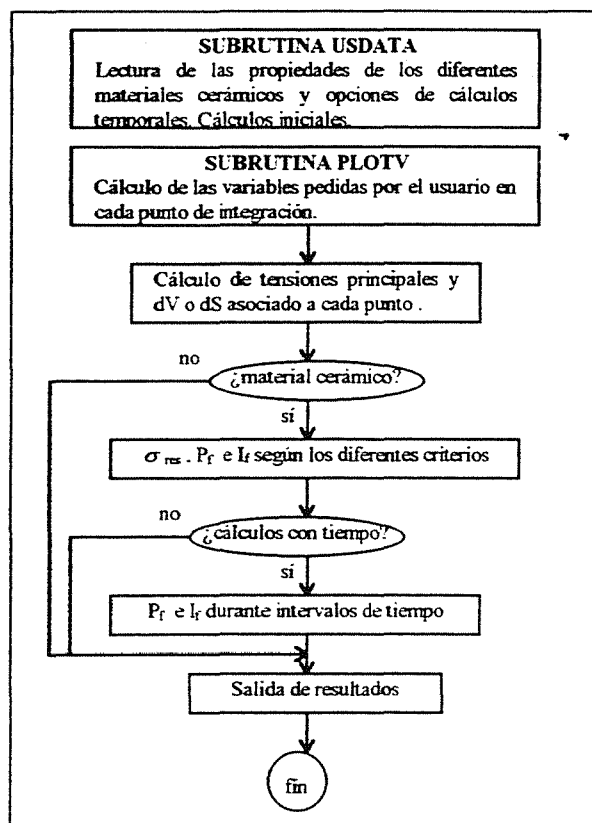 SUBRUTINA USDATA
Lectura de las propiedades de los diferentes
materiales cerámicos y opciones de cálculos
temporales. Cálculos iniciales.
SUBRUTINA PLOTV
Cálculo de las variables pedidas por el usuario en
cada punto de integración.
Cálculo de tensiones principales y
dV o dS asociado a cada punto .
no
¿material cerámico?
sí
σ res . Pf e If según los diferentes criterios
no
¿cálculos con tiempo?
sí
Pf e If durante intervalos de tiempo
Salida de resultados
fin